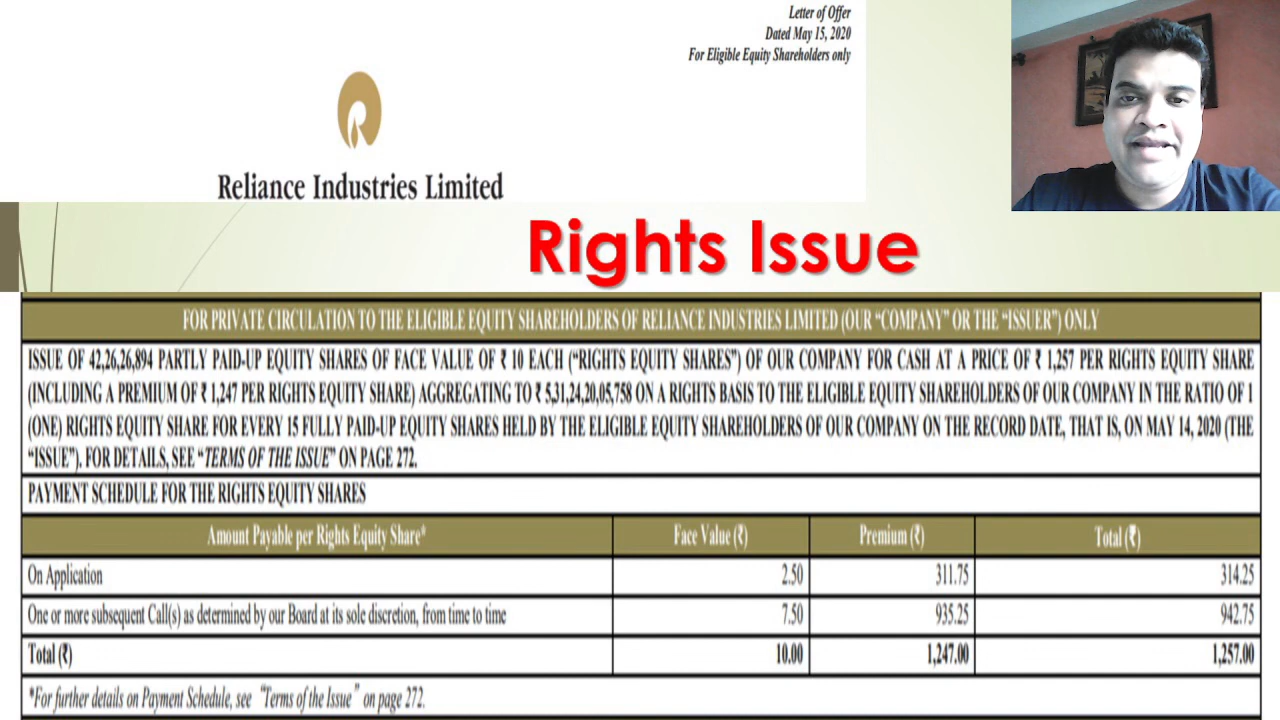 Letter of Offer
Dated May 15, 2020
For Eligible Equity Shareholders only
Reliance Industries Limited
Rights Issue
FOR PRIVATE CIRCULATION TO THE ELIGIBLE EQUITY SHAREHOLDERS OF RELIANCE INDUSTRIES LIMITED (OUR “COMPANY” OR THE “ISSUER”) ONLY
ISSUE OF 42,26,26,894 PARTLY PAID-UP EQUITY SHARES OF FACE VALUE OF ₹ 10 EACH (“RIGHTS EQUITY SHARES”) OF OUR COMPANY FOR CASH AT A PRICE OF ₹ 1,257 PER RIGHTS EQUITY SHARE
(INCLUDING A PREMIUM OF ₹ 1,247 PER RIGHTS EQUITY SHARE) AGGREGATING TO ₹ 5,31,24,20,05,758 ON A RIGHTS BASIS TO THE ELIGIBLE EQUITY SHAREHOLDERS OF OUR COMPANY IN THE RATIO OF 1
(ONE) RIGHTS EQUITY SHARE FOR EVERY 15 FULLY PAID-UP EQUITY SHARES HELD BY THE ELIGIBLE EQUITY SHAREHOLDERS OF OUR COMPANY ON THE RECORD DATE, THAT IS, ON MAY 14, 2020 (THE
“ISSUE”). FOR DETAILS, SEE “TERMS OF THE ISSUE” ON PAGE 272.
PAYMENT SCHEDULE FOR THE RIGHTS EQUITY SHARES
Amount Payable per Rights Equity Share* Face Value (₹) Premium (₹) Total (₹)
On Application 2.50 311.75 314.25
One or more subsequent Call(s) as determined by our Board at its sole discretion, from time to time 7.50 935.25 942.75
Total (₹) 10.00 1,247.00 1,257.00
*For further details on Payment Schedule, see “Terms of the Issue” on page 272.